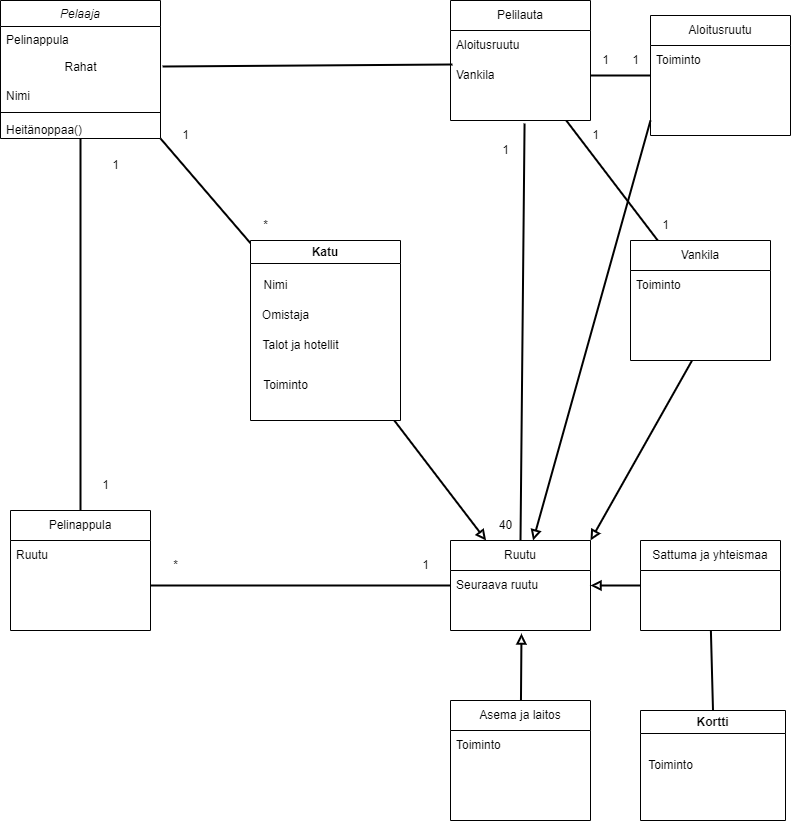 Pelaaja
Pelinappula
Rahat
Nimi
Heitänoppaa()
Pelilauta
Aloitusruutu
Vankila
Aloitusruutu
Toiminto
1
1
1
1
1
1
1
*
Katu
Nimi
Omistaja
Talot ja hotellit
Toiminto
Vankila
Toiminto
1
40
Pelinappula
Ruutu
*
1
Ruutu
Seuraava ruutu
Sattuma ja yhteismaa
Asema ja laitos
Toiminto
Kortti
Toiminto